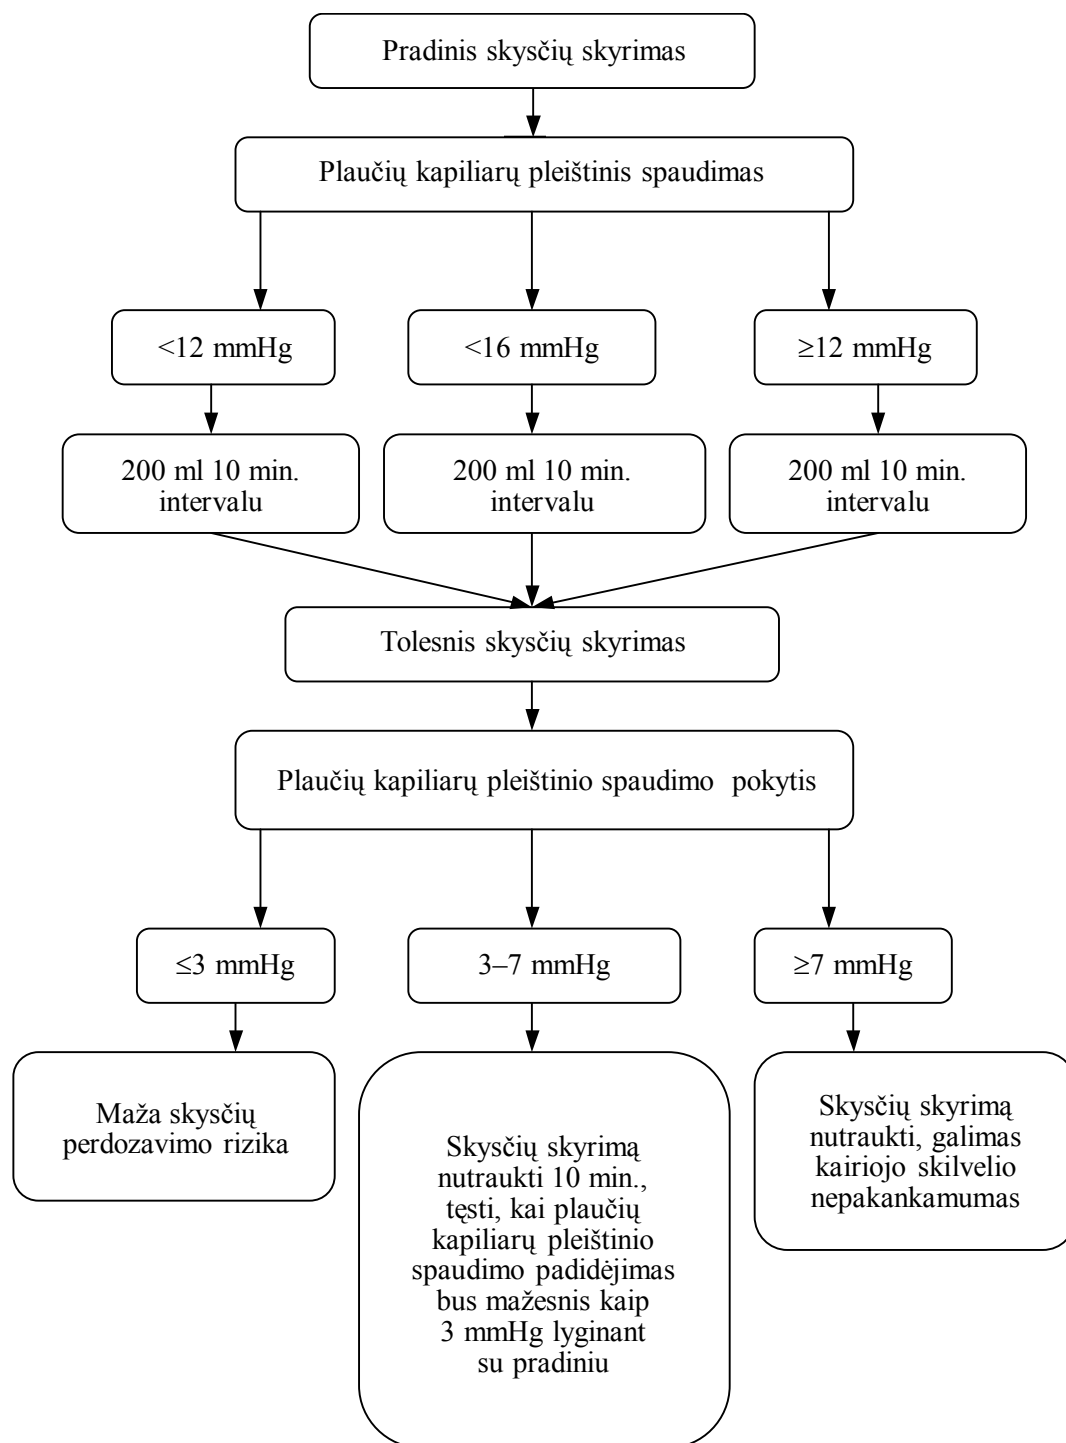 Pradinis skysčių skyrimas
Plaučių kapiliarų pleištinis spaudimas
<12 mmHg
<16 mmHg
≥12 mmHg
200 ml 10 min.
intervalu
200 ml 10 min.
intervalu
200 ml 10 min.
intervalu
Tolesnis skysčių skyrimas
Plaučių kapiliarų pleištinio spaudimo pokytis
≤3 mmHg
3–7 mmHg
≥7 mmHg
Maža skysčių
perdozavimo rizika
Skysčių skyrimą
nutraukti 10 min.,
tęsti, kai plaučių
kapiliarų pleištinio
spaudimo padidėjimas
bus mažesnis kaip
3 mmHg lyginant
su pradiniu
Skysčių skyrimą
nutraukti, galimas
kairiojo skilvelio
nepakankamumas